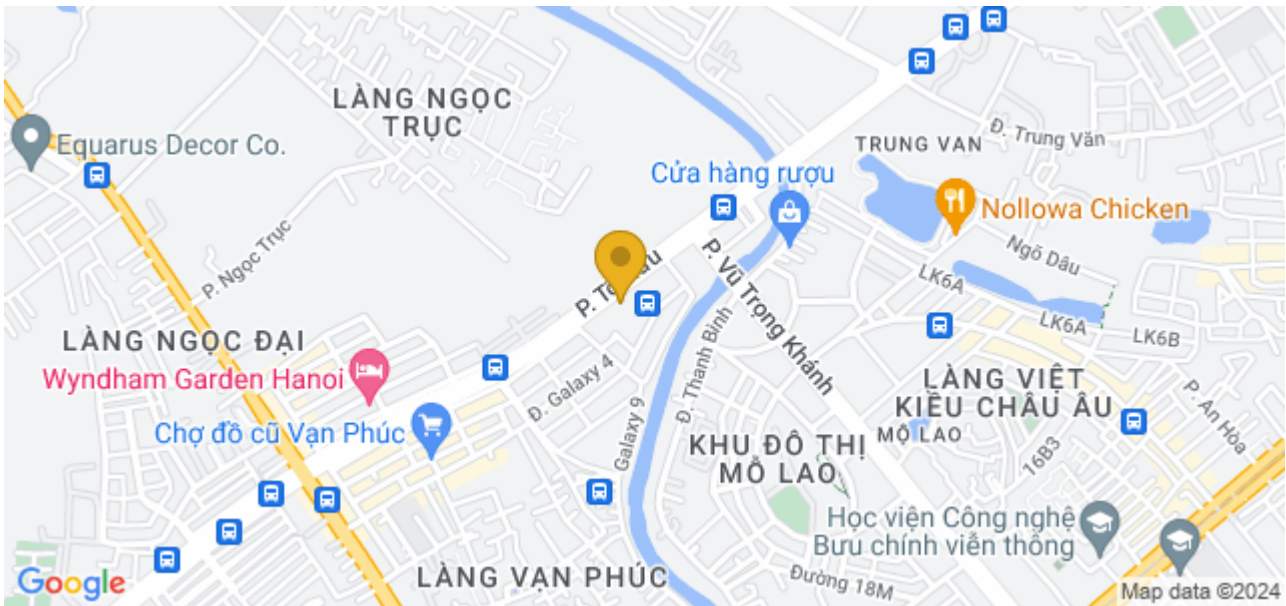 LÀNG NGỌC
TRỤC
Equarus Decor Co.
Đ. Trung Văn
TRUNG VAN
Cửa hàng rượu
Nollowa Chicken
P. Ngọc Trục
Ngõ Dâu
P. Vũ Trọng Khánh
LK6A
LK6A
LK6B
LÀNG NGỌC ĐẠI
Wyndham Garden Hanoi
Đ. Galaxy 4
Đ. Thanh Bình
LÀNG VIỆT
KIỀU CHÂU ÂU
P. An Hòa
Chợ đồ cũ Vạn Phúc
Galaxy 9
KHU ĐÔ THỊ
MỖ LAO
MỘ LAO
16B3
Học viện Công nghệ
Bưu chính viễn thông
LÀNG VẠN PHÚC
Đường 18M
Google
Map data ©2024